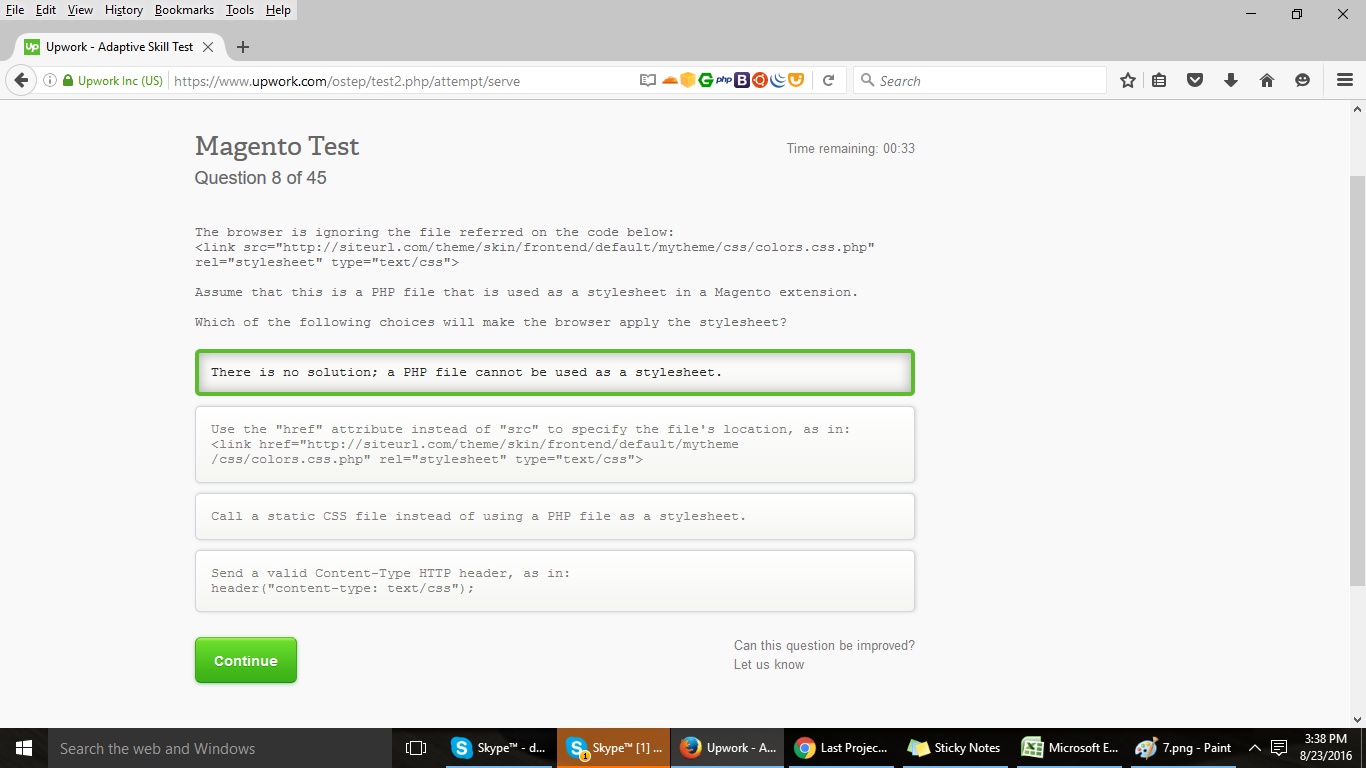 File Edit View History Bookmarks Tools Help
Up Upwork - Adaptive Skill Test
Upwork Inc (US) https://www.upwork.com/ostep/test2.php/attempt/serve php B Search
Magento Test
Time remaining: 00:33
Question 8 of 45
The browser is ignoring the file referred on the code below:
<link src="http://siteurl.com/theme/skin/frontend/default/mytheme/css/colors.css.php"
rel="stylesheet" type="text/css">
Assume that this is a PHP file that is used as a stylesheet in a Magento extension.
Which of the following choices will make the browser apply the stylesheet?
There is no solution; a PHP file cannot be used as a stylesheet.
Use the "href" attribute instead of "src" to specify the file's location, as in:
<link href="http://siteurl.com/theme/skin/frontend/default/mytheme
/css/colors.css.php" rel="stylesheet" type="text/css">
Call a static CSS file instead of using a PHP file as a stylesheet.
Send a valid Content-Type HTTP header, as in:
header("content-type: text/css");
Continue
Can this question be improved?
Let us know
Search the web and Windows
Skype™ - d...
1 Skype™ [1] ...
Upwork - A...
Last Projec...
Sticky Notes
Microsoft E...
7.png - Paint
3:38 PM
8/23/2016